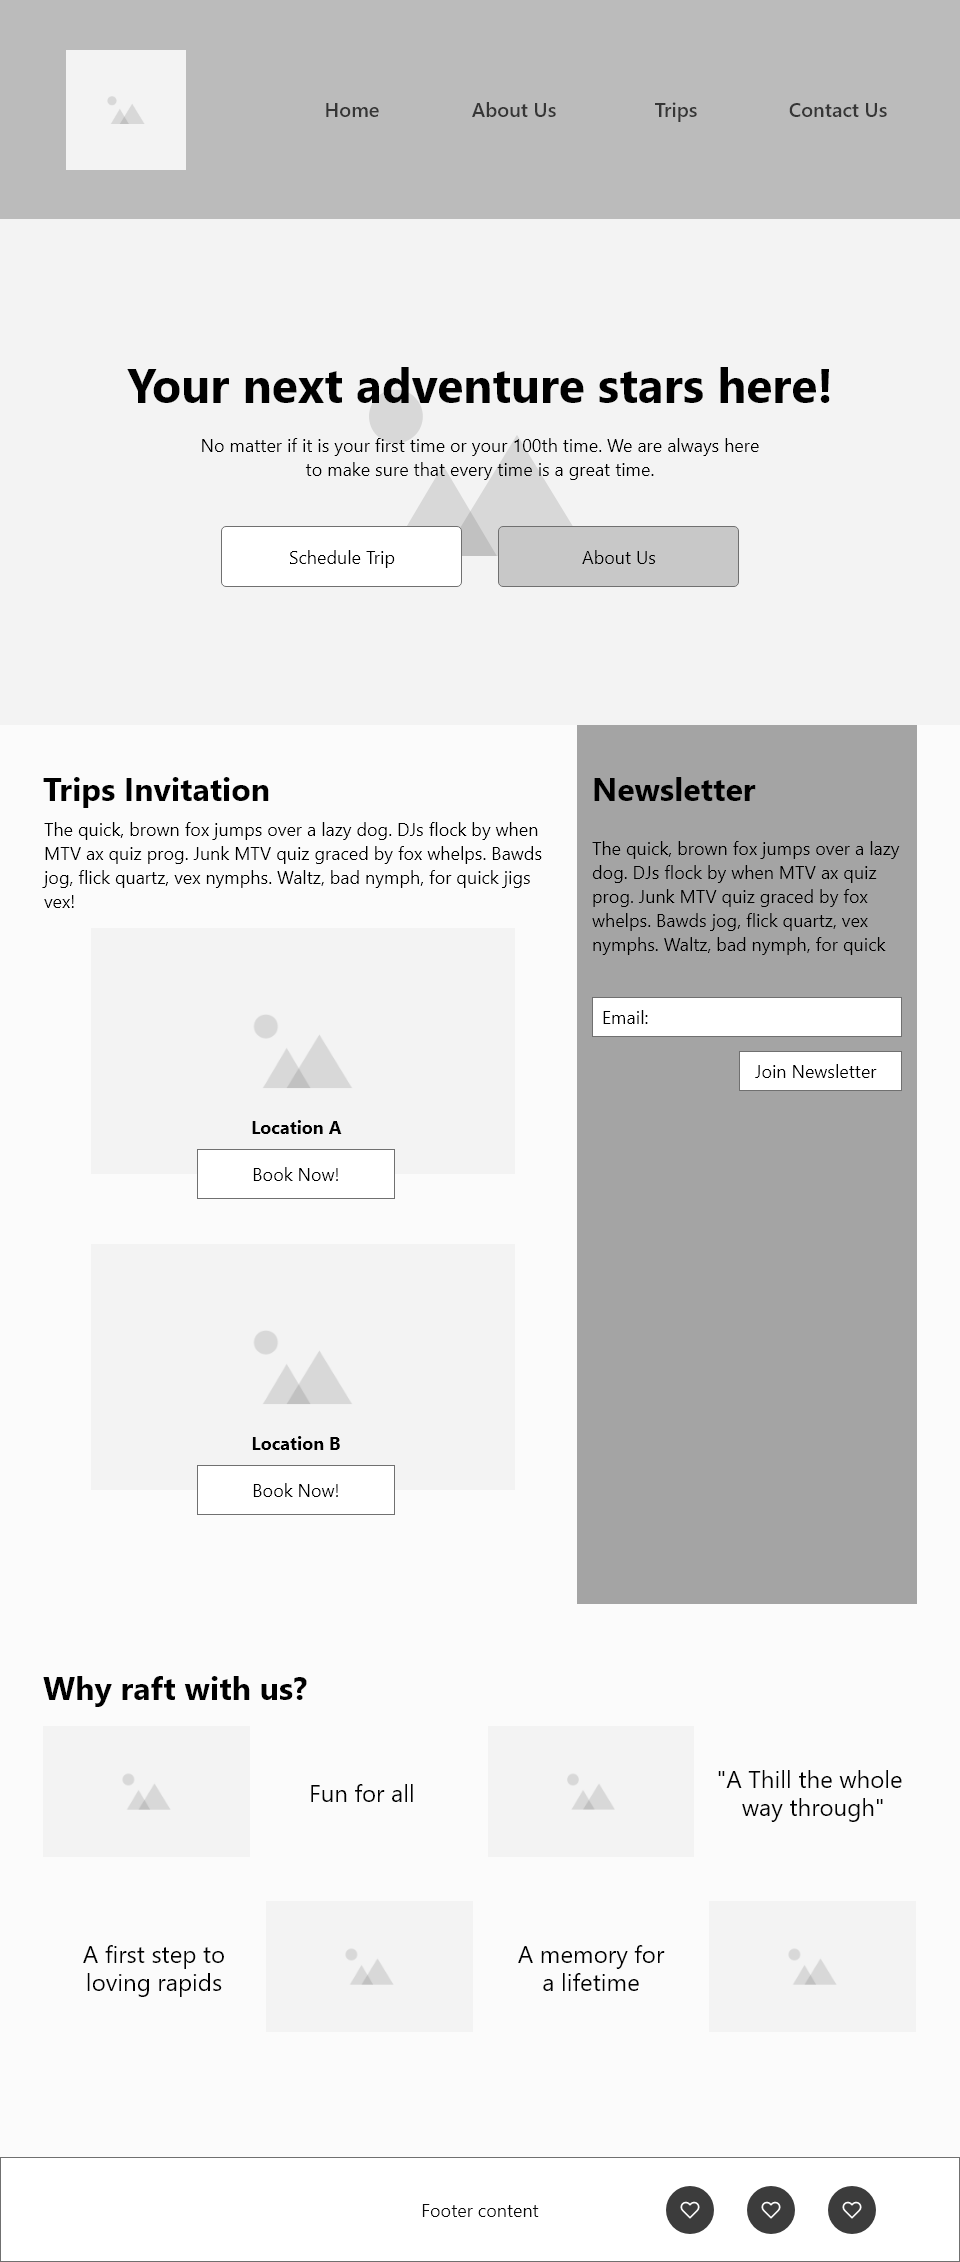 Home
About Us
Trips
Contact Us
Your next adventure stars here!
No matter if it is your first time or your 100th time. We are always here
to make sure that every time is a great time.
Schedule Trip
About Us
Trips Invitation
The quick, brown fox jumps over a lazy dog. DJs flock by when
MTV ax quiz prog. Junk MTV quiz graced by fox whelps. Bawds
jog, flick quartz, vex nymphs. Waltz, bad nymph, for quick jigs
vex!
Location A
Book Now!
Location B
Book Now!
Newsletter
The quick, brown fox jumps over a lazy
dog. DJs flock by when MTV ax quiz
prog. Junk MTV quiz graced by fox
whelps. Bawds jog, flick quartz, vex
nymphs. Waltz, bad nymph, for quick
Email:
Join Newsletter
Why raft with us?
Fun for all
"A Thill the whole
way through"
A first step to
loving rapids
A memory for
a lifetime
Footer content